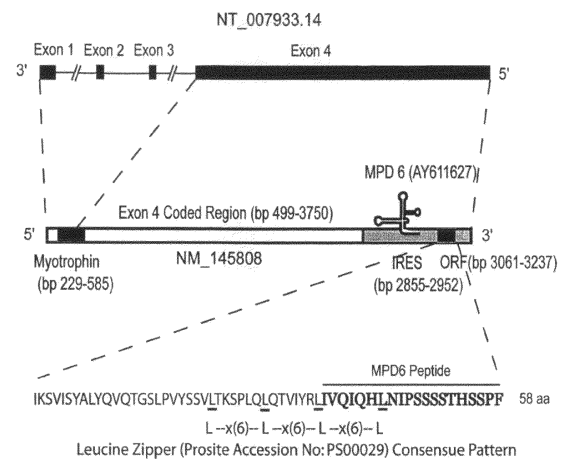 NT_007933.14
Exon 1 Exon 2 Exon 3 Exon 4
3' 5'
MPD 6 (AY611627)
Exon 4 Coded Region (bp 499-3750)
5' 3'
Myotrophin NM_145808 IRES ORF(bp 3061-3237)
(bp 229-585) (bp 2855-2952)
MPD6 Peptide
IKSVISYALYQVQTGSLPVYSSVLTKSPLQLQTVIYRLIVQIQHLNIPSSSSTHSSPF 58 aa
L --x(6)-- L --x(6)-- L --x(6)-- L
Leucine Zipper (Prosite Accession No: PS00029) Consensue Pattern